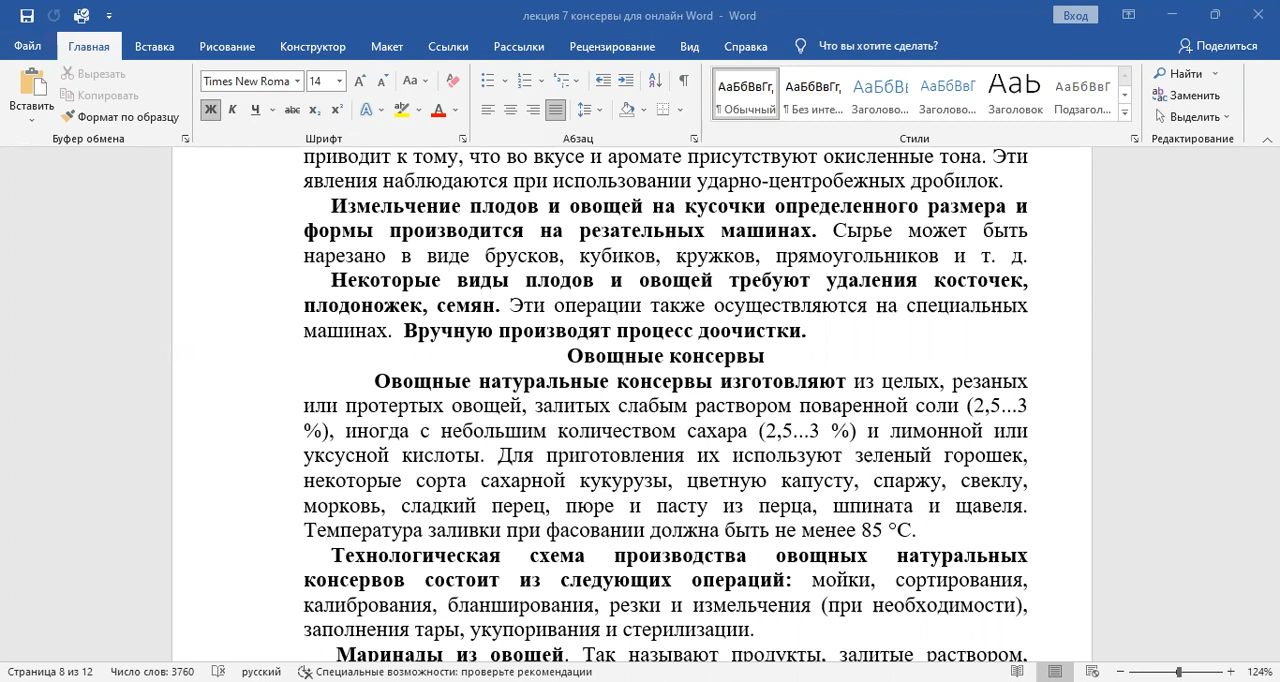 лекция 7 консервы для онлайн Word - Word
Вход
Файл Главная Вставка Рисование Конструктор Макет Ссылки Рассылки Рецензирование Вид Справка Что вы хотите сделать? Поделиться
Вставить
Вырезать
Копировать
Формат по образцу
Буфер обмена
Times New Roma 14
Шрифт
Абзац
АаБбВвГг, АаБбВвГг, АаБбВı АаБбВвГ АаБ АаБбВвГг
¶ Обычный ¶ Без инте... Заголово... Заголово... Заголовок Подзагол...
Стили
Найти
Заменить
Выделить
Редактирование
приводит к тому, что во вкусе и аромате присутствуют окисленные тона. Эти
явления наблюдаются при использовании ударно-центробежных дробилок.
Измельчение плодов и овощей на кусочки определенного размера и
формы производится на резательных машинах. Сырье может быть
нарезано в виде брусков, кубиков, кружков, прямоугольников и т. д.
Некоторые виды плодов и овощей требуют удаления косточек,
плодоножек, семян. Эти операции также осуществляются на специальных
машинах. Вручную производят процесс доочистки.
Овощные консервы
Овощные натуральные консервы изготовляют из целых, резаных
или протертых овощей, залитых слабым раствором поваренной соли (2,5...3
%), иногда с небольшим количеством сахара (2,5...3 %) и лимонной или
уксусной кислоты. Для приготовления их используют зеленый горошек,
некоторые сорта сахарной кукурузы, цветную капусту, спаржу, свеклу,
морковь, сладкий перец, пюре и пасту из перца, шпината и щавеля.
Температура заливки при фасовании должна быть не менее 85 °С.
Технологическая схема производства овощных натуральных
консервов состоит из следующих операций: мойки, сортирования,
калибрования, бланширования, резки и измельчения (при необходимости),
заполнения тары, укупоривания и стерилизации.
Маринады из овощей. Так называют продукты, залитые раствором,
Страница 8 из 12 Число слов: 3760 русский Специальные возможности: проверьте рекомендации 124%